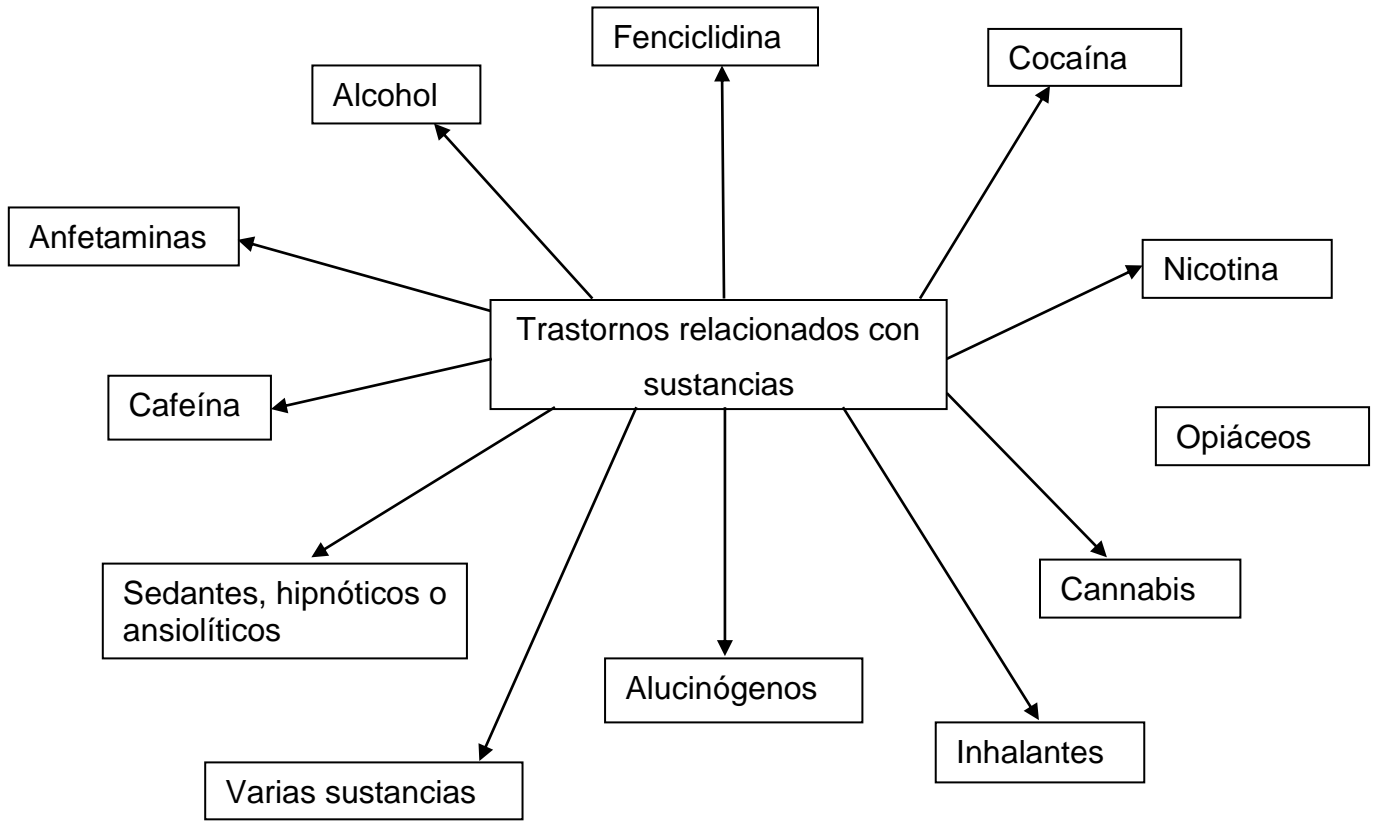 Fenciclidina
Cocaína
Alcohol
Anfetaminas
Nicotina
Trastornos relacionados con
sustancias
Cafeína
Opiáceos
Sedantes, hipnóticos o
ansiolíticos
Cannabis
Alucinógenos
Inhalantes
Varias sustancias